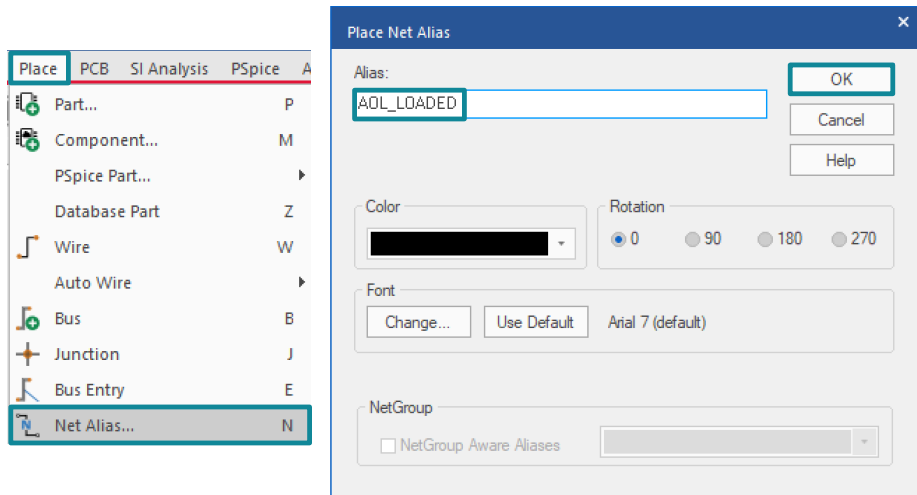 Place PCB SI Analysis PSpice A
Part... P
Component... M
PSpice Part...
Database Part Z
Wire W
Auto Wire
Bus B
Junction J
Bus Entry E
N Net Alias... N
Place Net Alias ×
Alias:
AOL_LOADED
OK
Cancel
Help
Color
Rotation
0 90 180 270
Font
Change... Use Default Arial 7 (default)
NetGroup
NetGroup Aware Aliases